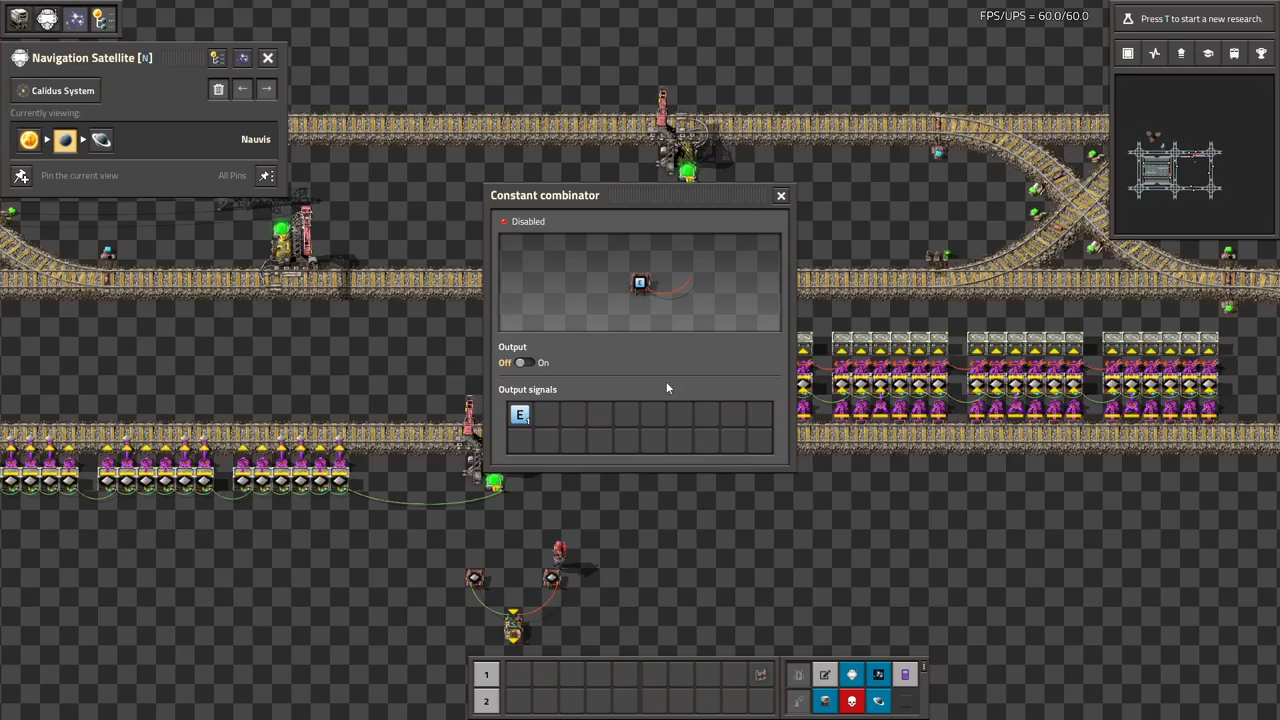 FPS/UPS = 60.0/60.0
Press T to start a new research.
Navigation Satellite [N]
Calidus System
Currently viewing:
Nauvis
Pin the current view
All Pins
Constant combinator
Disabled
E
Output
Off
On
Output signals
E
1
1
2